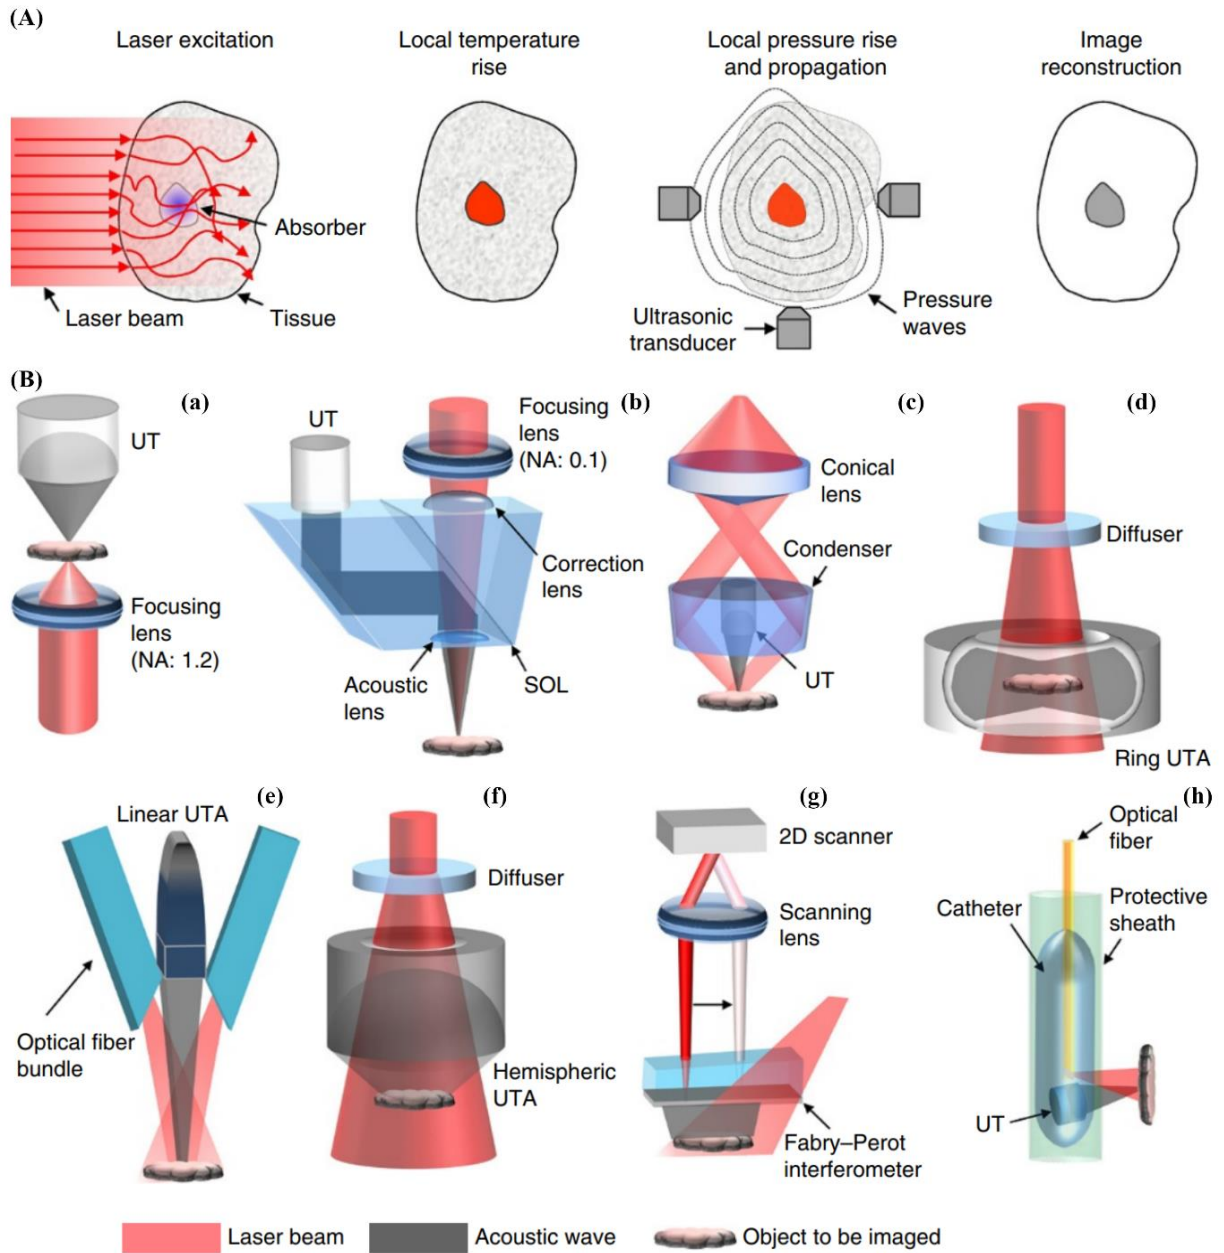 (A)
Laser excitation
Local temperature
rise
Local pressure rise
and propagation
Image
reconstruction
Absorber
Laser beam
Tissue
Ultrasonic
transducer
Pressure
waves
(B)
(a)
UT
Focusing
lens
(NA: 1.2)
(b)
UT
Focusing
lens
(NA: 0.1)
Correction
lens
Acoustic
lens
SOL
(c)
Conical
lens
Condenser
UT
(d)
Diffuser
Ring UTA
(e)
Linear UTA
Optical fiber
bundle
(f)
Diffuser
Hemispheric
UTA
(g)
2D scanner
Scanning
lens
Fabry–Perot
interferometer
(h)
Optical
fiber
Catheter
Protective
sheath
UT
Laser beam
Acoustic wave
Object to be imaged